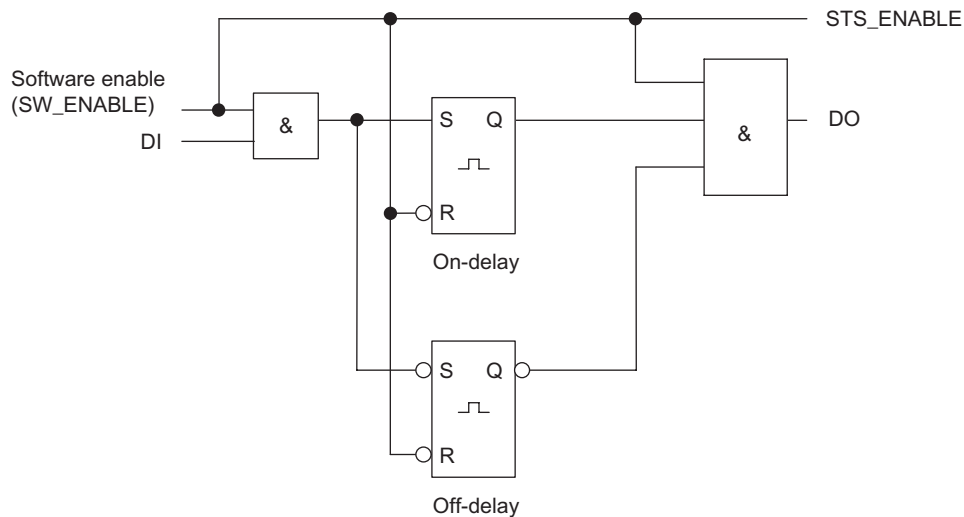 STS_ENABLE
Software enable
(SW_ENABLE)
DI
&
S Q
R
On-delay
&
DO
S Q
R
Off-delay